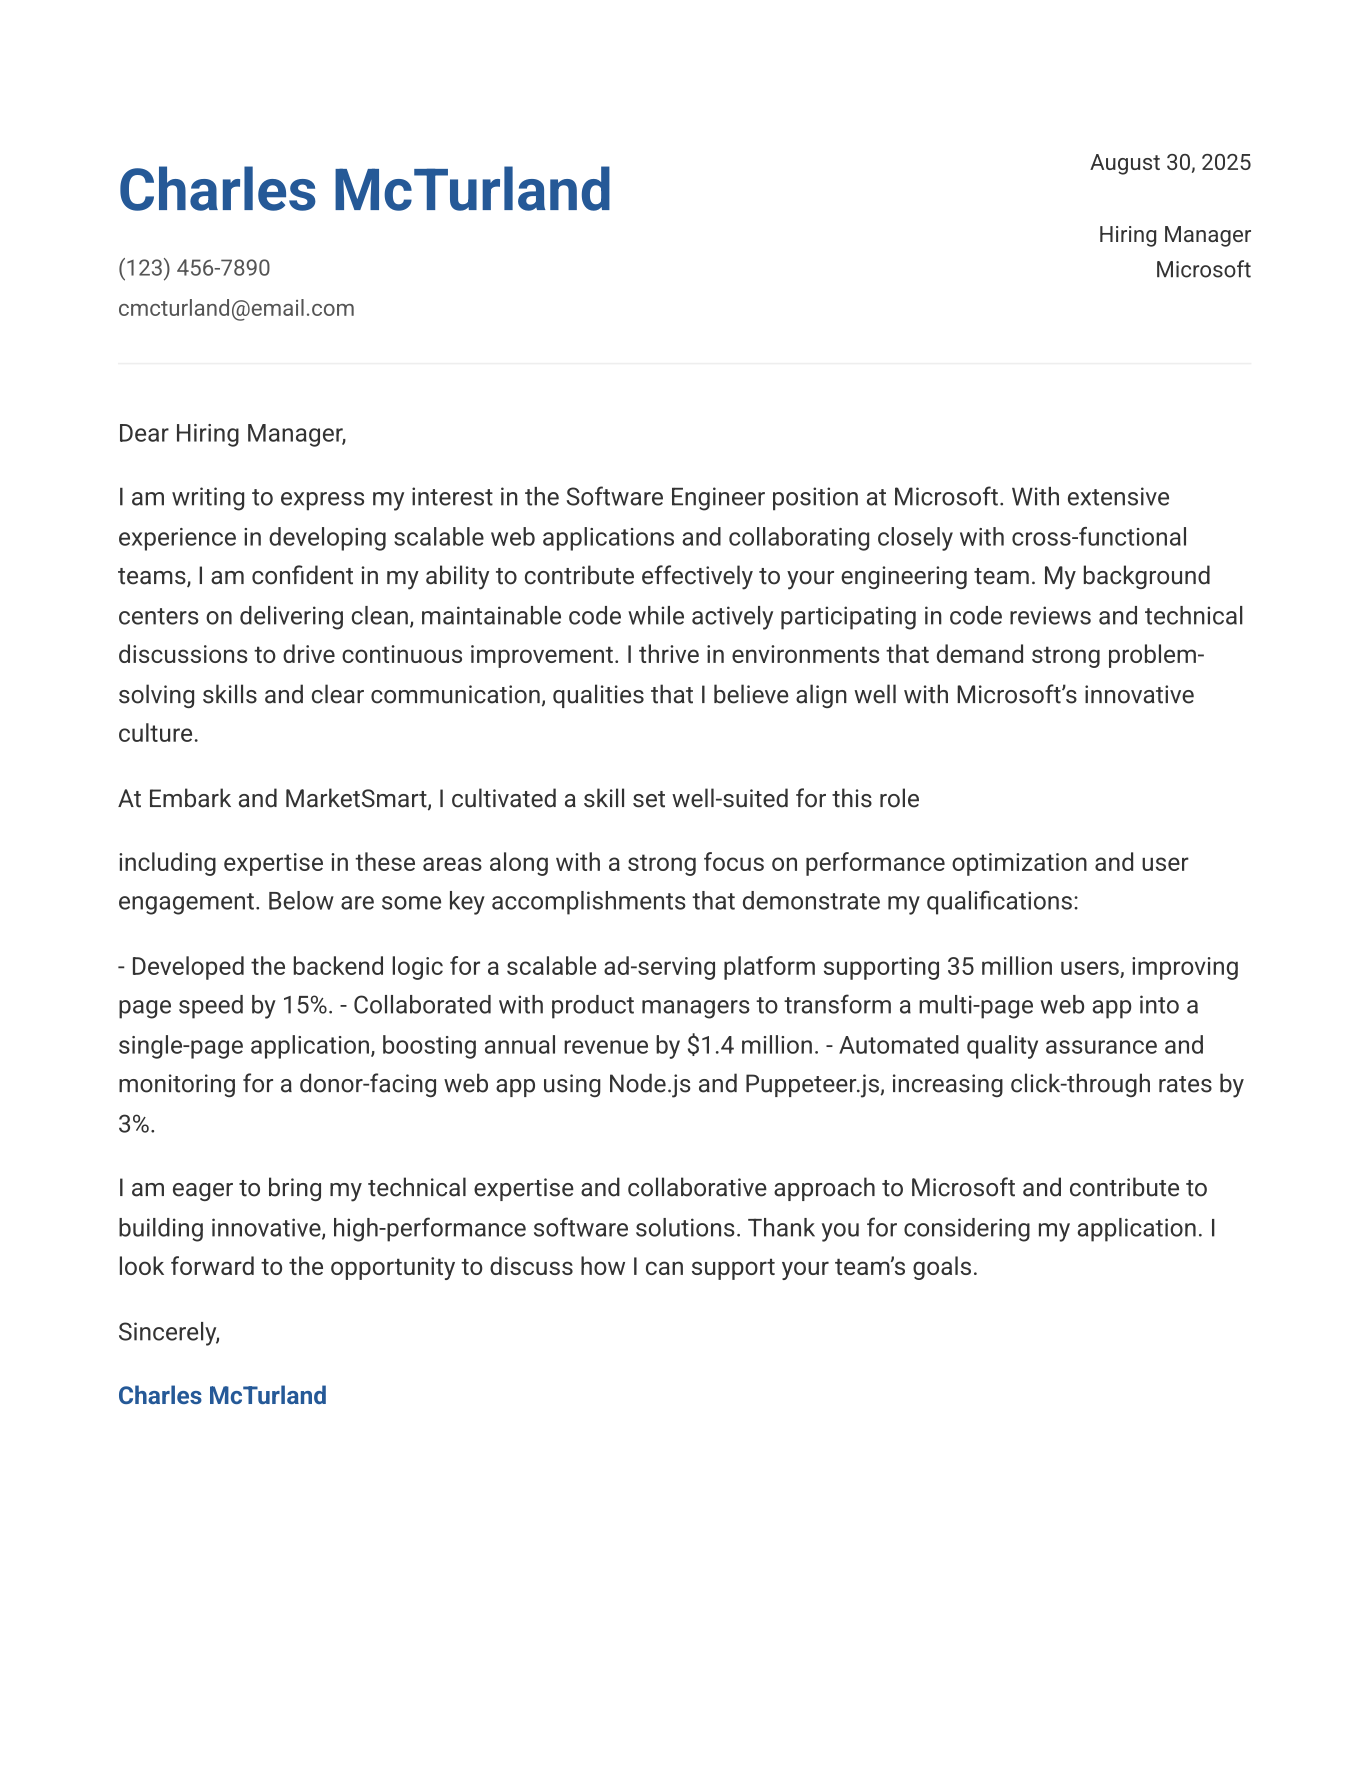 Charles McTurland
(123) 456-7890
cmcturland@email.com
August 30, 2025
Hiring Manager
Microsoft
Dear Hiring Manager,
I am writing to express my interest in the Software Engineer position at Microsoft. With extensive
experience in developing scalable web applications and collaborating closely with cross-functional
teams, I am confident in my ability to contribute effectively to your engineering team. My background
centers on delivering clean, maintainable code while actively participating in code reviews and technical
discussions to drive continuous improvement. I thrive in environments that demand strong problem-
solving skills and clear communication, qualities that I believe align well with Microsoft’s innovative
culture.
At Embark and MarketSmart, I cultivated a skill set well-suited for this role
including expertise in these areas along with a strong focus on performance optimization and user
engagement. Below are some key accomplishments that demonstrate my qualifications:
- Developed the backend logic for a scalable ad-serving platform supporting 35 million users, improving
page speed by 15%. - Collaborated with product managers to transform a multi-page web app into a
single-page application, boosting annual revenue by $1.4 million. - Automated quality assurance and
monitoring for a donor-facing web app using Node.js and Puppeteer.js, increasing click-through rates by
3%.
I am eager to bring my technical expertise and collaborative approach to Microsoft and contribute to
building innovative, high-performance software solutions. Thank you for considering my application. I
look forward to the opportunity to discuss how I can support your team’s goals.
Sincerely,
Charles McTurland